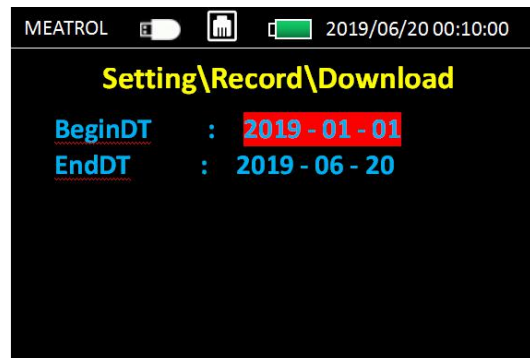 MEATROL 2019/06/20 00:10:00
Setting\Record\Download
BeginDT : 2019 - 01 - 01
EndDT : 2019 - 06 - 20